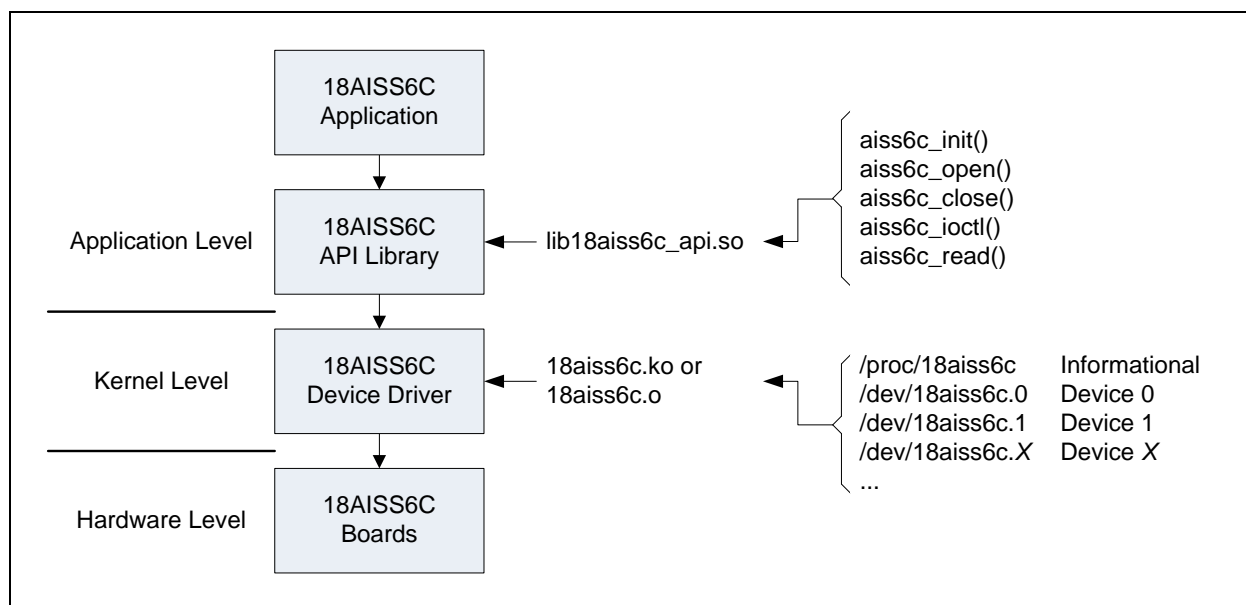 18AISS6C
Application
Application Level
18AISS6C
API Library
lib18aiss6c_api.so
aiss6c_init()
aiss6c_open()
aiss6c_close()
aiss6c_ioctl()
aiss6c_read()
Kernel Level
18AISS6C
Device Driver
18aiss6c.ko or
18aiss6c.o
/proc/18aiss6c Informational
/dev/18aiss6c.0 Device 0
/dev/18aiss6c.1 Device 1
/dev/18aiss6c.X Device X
...
Hardware Level
18AISS6C
Boards